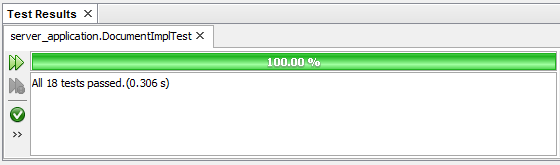 Test Results
server_application.DocumentImplTest
100.00 %
All 18 tests passed.(0.306 s)